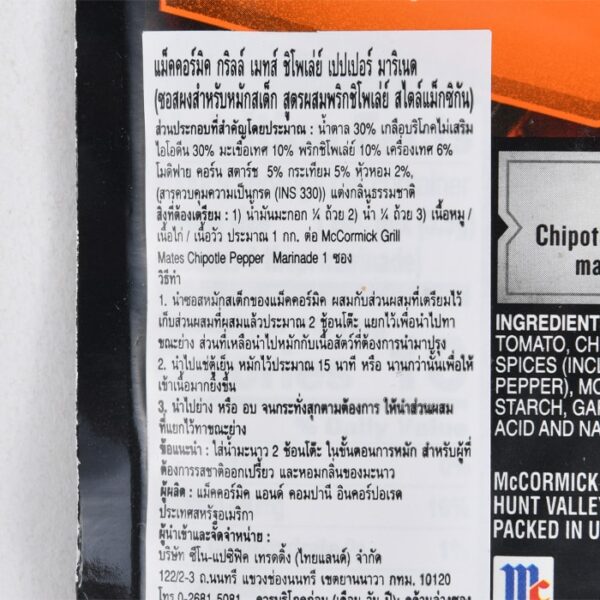 แม็คคอร์มิค กริลล์ เมทส์ ชิโพเล่ย์ เปปเปอร์ มาริเนด
(ซอสผงสำหรับหมักสเต็ก สูตรผสมพริกชิโพเล่ย์ สไตล์แม็กซิกัน)
ส่วนประกอบที่สำคัญโดยประมาณ : น้ำตาล 30% เกลือบริโภคไม่เสริม
ไอโอดีน 30% มะเขือเทศ 10% พริกชิโพเล่ย์ 10% เครื่องเทศ 6%
โมดิฟาย คอร์น สตาร์ช 5% กระเทียม 5% หัวหอม 2%,
(สารควบคุมความเป็นกรด (INS 330)) แต่งกลิ่นธรรมชาติ
สิ่งที่ต้องเตรียม : 1) น้ำมันมะกอก ¼ ถ้วย 2) น้ำ ¼ ถ้วย 3) เนื้อหมู /
เนื้อไก่ / เนื้อวัว ประมาณ 1 กก. ต่อ McCormick Grill
Mates Chipotle Pepper Marinade 1 ซอง
วิธีทำ
1. นำซอสหมักสเต็กของแม็คคอร์มิค ผสมกับส่วนผสมที่เตรียมไว้
เก็บส่วนผสมที่ผสมแล้วประมาณ 2 ช้อนโต๊ะ แยกไว้เพื่อนำไปทา
ขณะย่าง ส่วนที่เหลือนำไปหมักกับเนื้อสัตว์ที่ต้องการนำมาปรุง
2. นำไปแช่ตู้เย็น หมักไว้ประมาณ 15 นาที หรือ นานกว่านั้นเพื่อให้
เข้าเนื้อมากยิ่งขึ้น
3. นำไปย่าง หรือ อบ จนกระทั่งสุกตามต้องการ ให้นำส่วนผสม
ที่แยกไว้ทาขณะย่าง
ข้อแนะนำ : ใส่น้ำมะนาว 2 ช้อนโต๊ะ ในขั้นตอนการหมัก สำหรับผู้ที่
ต้องการรสชาติออกเปรี้ยว และหอมกลิ่นของมะนาว
ผู้ผลิต : แม็คคอร์มิค แอนด์ คอมปานี อินคอร์ปอเรต
ประเทศสหรัฐอเมริกา
ผู้นำเข้าและจัดจำหน่าย :
บริษัท ซีโน-แปซิฟิค เทรดดิ้ง (ไทยแลนด์) จำกัด
122/2-3 ถ.นนทรี แขวงช่องนนทรี เขตยานนาวา กทม. 10120
โทร 0-2681-5081
Chipot
ma
INGREDIENT
TOMATO, CH
SPICES (INCL
PEPPER), MO
STARCH, GAR
ACID AND NA
McCORMICK
HUNT VALLEY
PACKED IN U
Mc